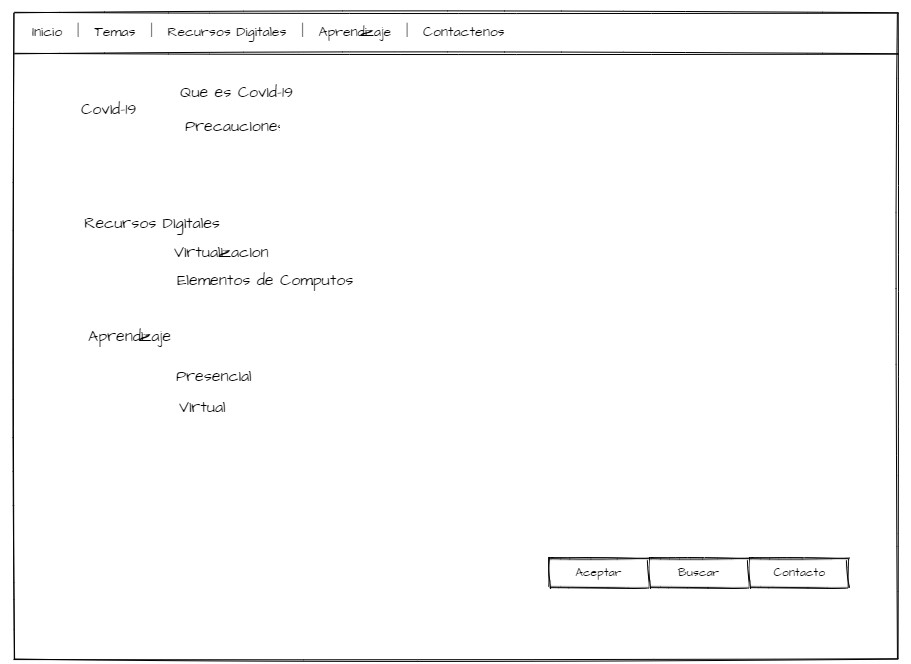 Inicio | Temas | Recursos Digitales | Aprendizaje | Contactenos
Que es Covid-19
Covid-19
Precauciones
Recursos Digitales
Virtualizacion
Elementos de Computos
Aprendizaje
Presencial
Virtual
Aceptar Buscar Contacto